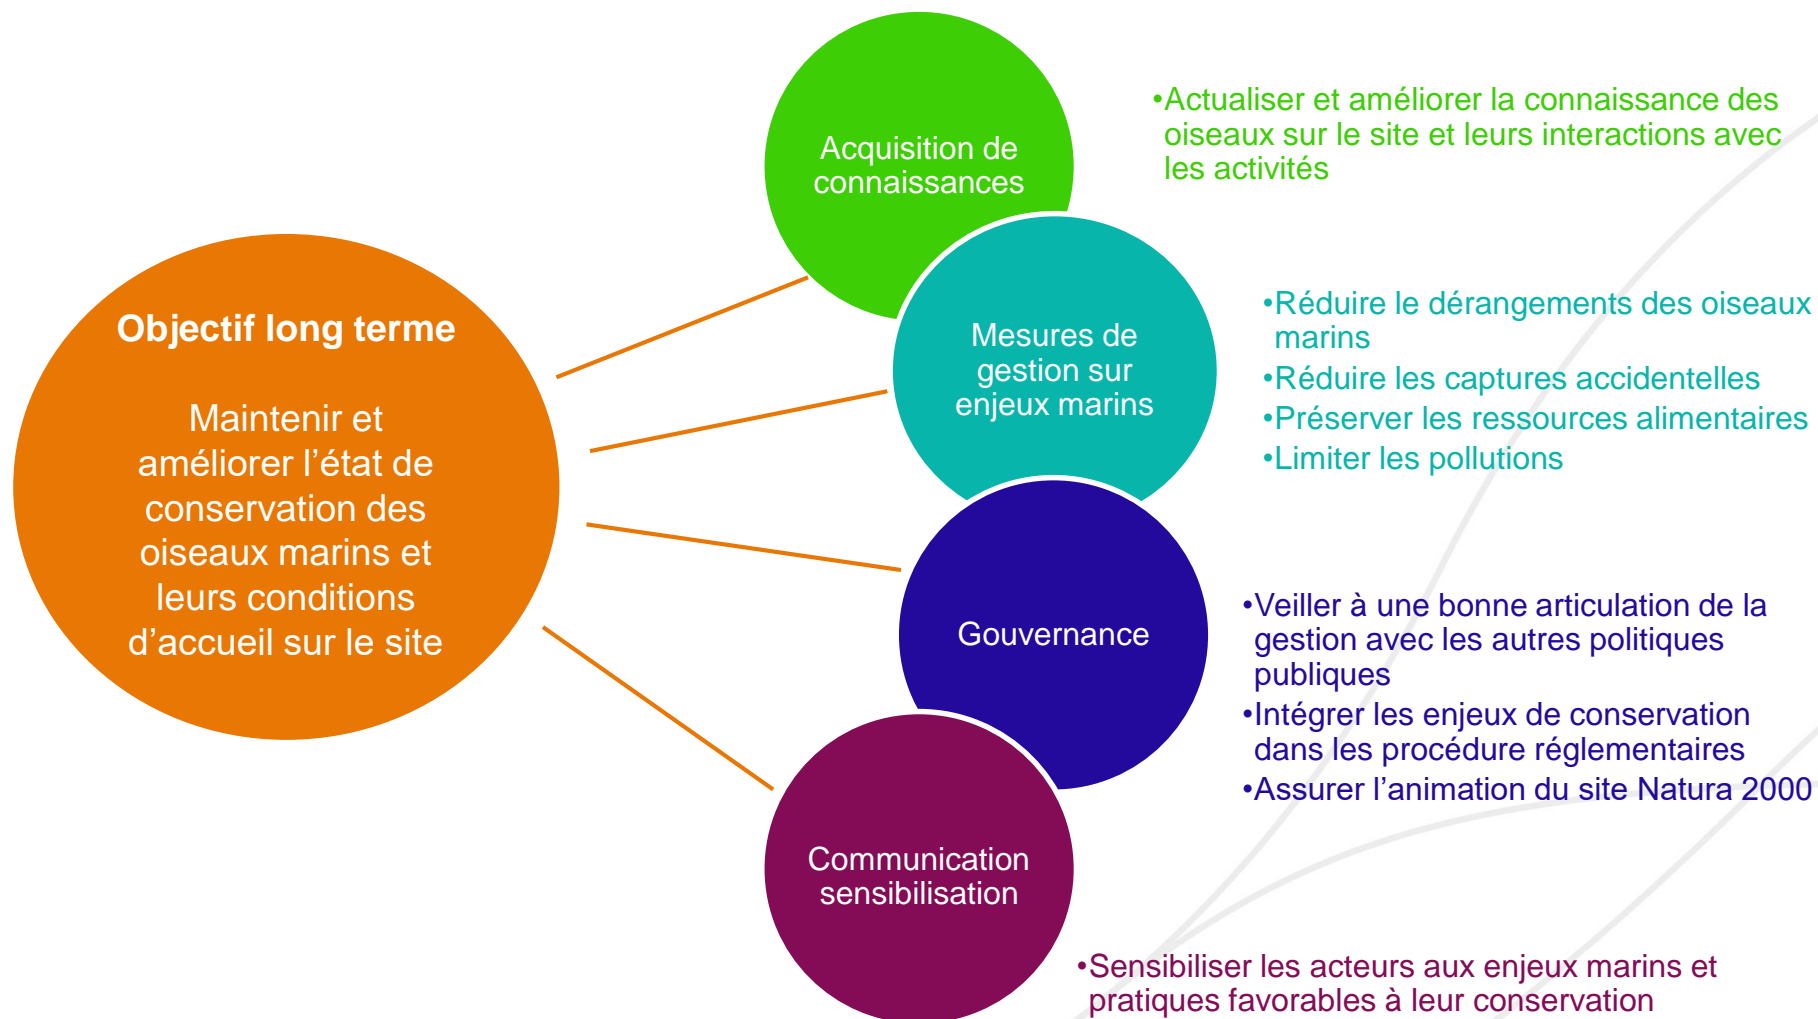 Objectif long terme
Maintenir et
améliorer l’état de
conservation des
oiseaux marins et
leurs conditions
d’accueil sur le site
Acquisition de
connaissances
•Actualiser et améliorer la connaissance des
oiseaux sur le site et leurs interactions avec
les activités
Mesures de
gestion sur
enjeux marins
•Réduire le dérangements des oiseaux
marins
•Réduire les captures accidentelles
•Préserver les ressources alimentaires
•Limiter les pollutions
Gouvernance
•Veiller à une bonne articulation de la
gestion avec les autres politiques
publiques
•Intégrer les enjeux de conservation
dans les procédure réglementaires
•Assurer l’animation du site Natura 2000
Communication
sensibilisation
•Sensibiliser les acteurs aux enjeux marins et
pratiques favorables à leur conservation